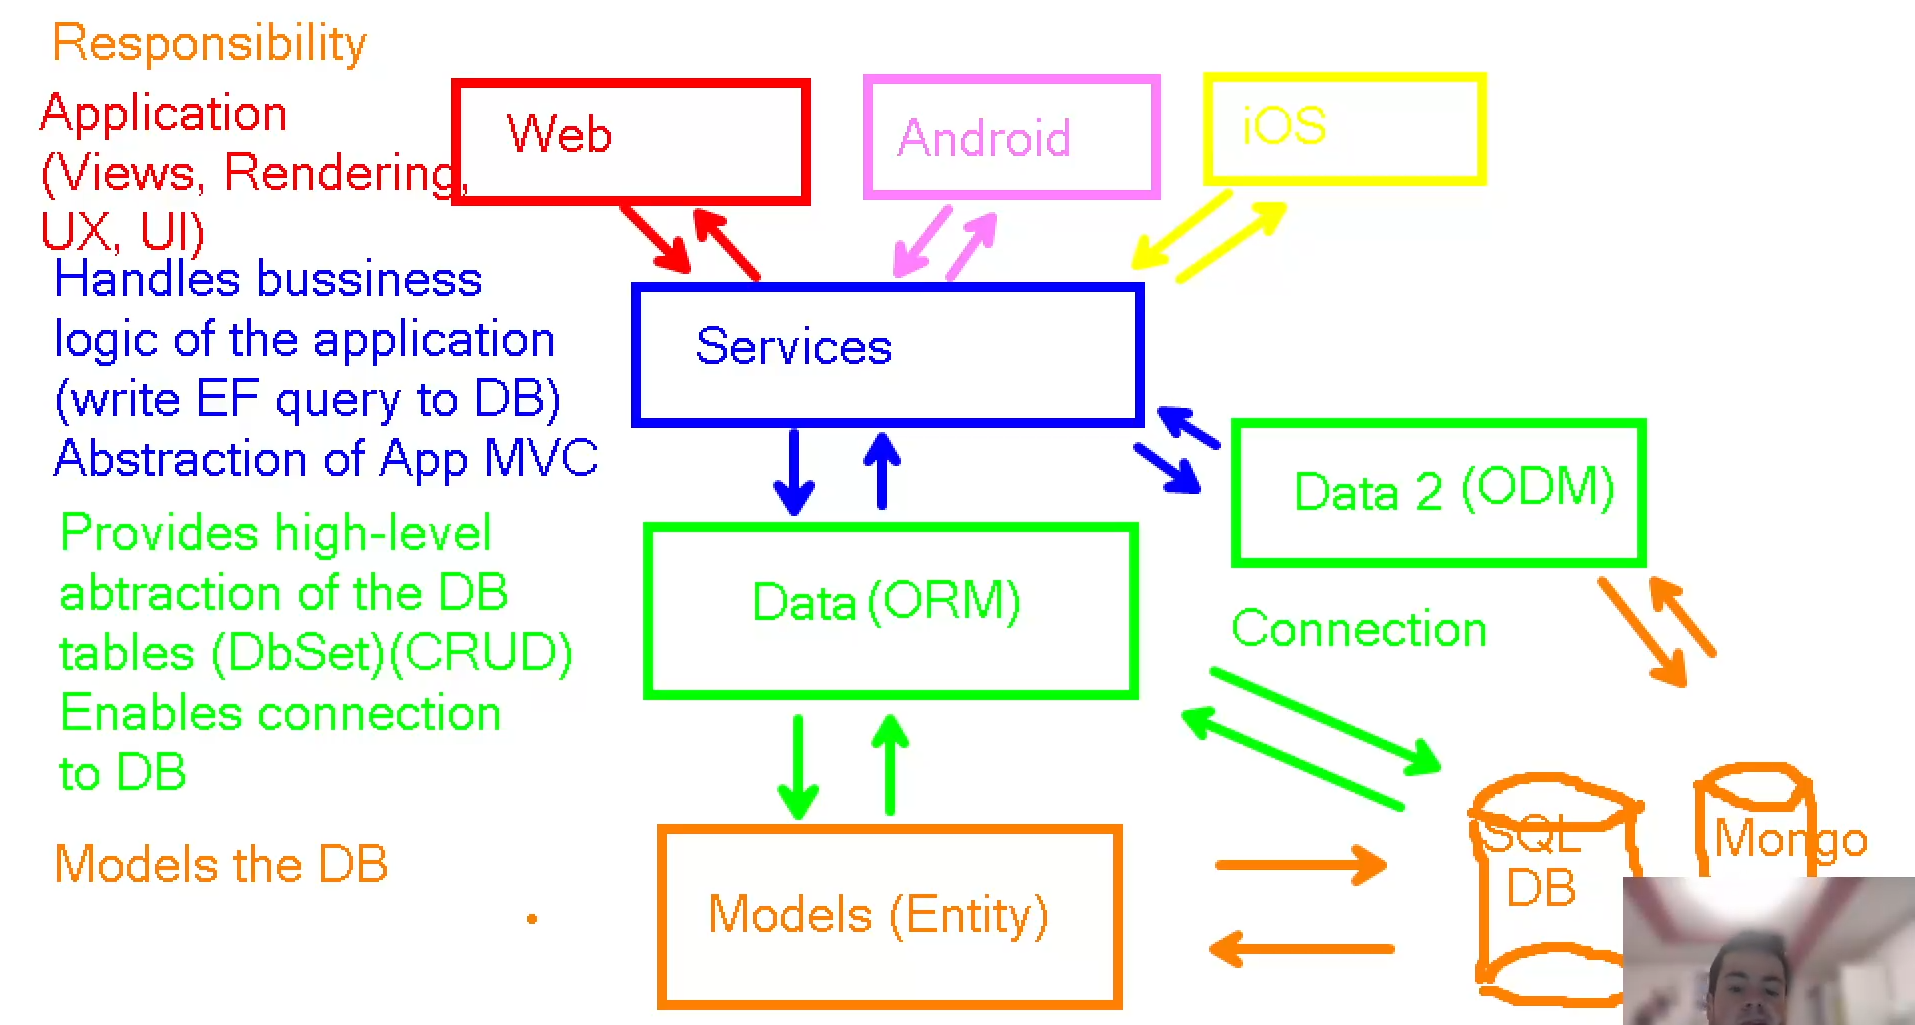 Responsibility
Application
(Views, Rendering,
UX, UI)
Web
Android
iOS
Handles bussiness
logic of the application
(write EF query to DB)
Abstraction of App MVC
Services
Data 2 (ODM)
Provides high-level
abtraction of the DB
tables (DbSet)(CRUD)
Enables connection
to DB
Data (ORM)
Connection
Models the DB
Models (Entity)
SQL
DB
Mongo